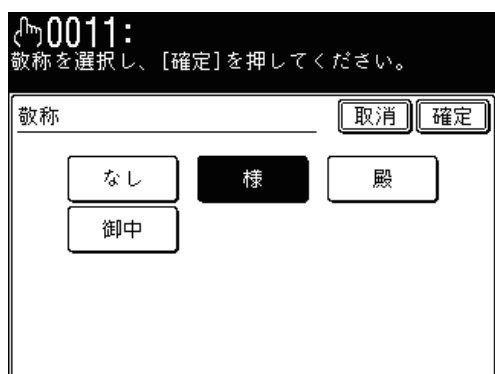 0011:
敬称を選択し、[確定]を押してください。
敬称 取消 確定
なし 様 殿
御中